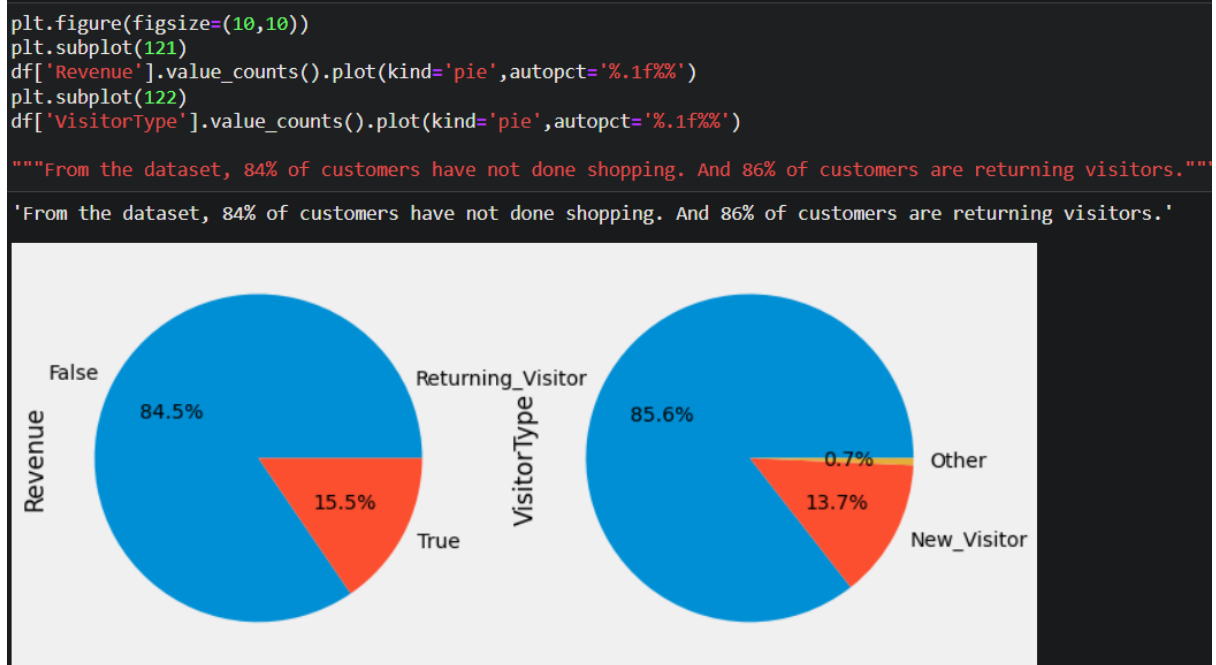 plt.figure(figsize=(10,10))
plt.subplot(121)
df['Revenue'].value_counts().plot(kind='pie',autopct='%.1f%%')
plt.subplot(122)
df['VisitorType'].value_counts().plot(kind='pie',autopct='%.1f%%')
"""From the dataset, 84% of customers have not done shopping. And 86% of customers are returning visitors."""
'From the dataset, 84% of customers have not done shopping. And 86% of customers are returning visitors.'
Revenue
False
84.5%
15.5%
True
VisitorType
Returning_Visitor
85.6%
0.7%
Other
13.7%
New_Visitor